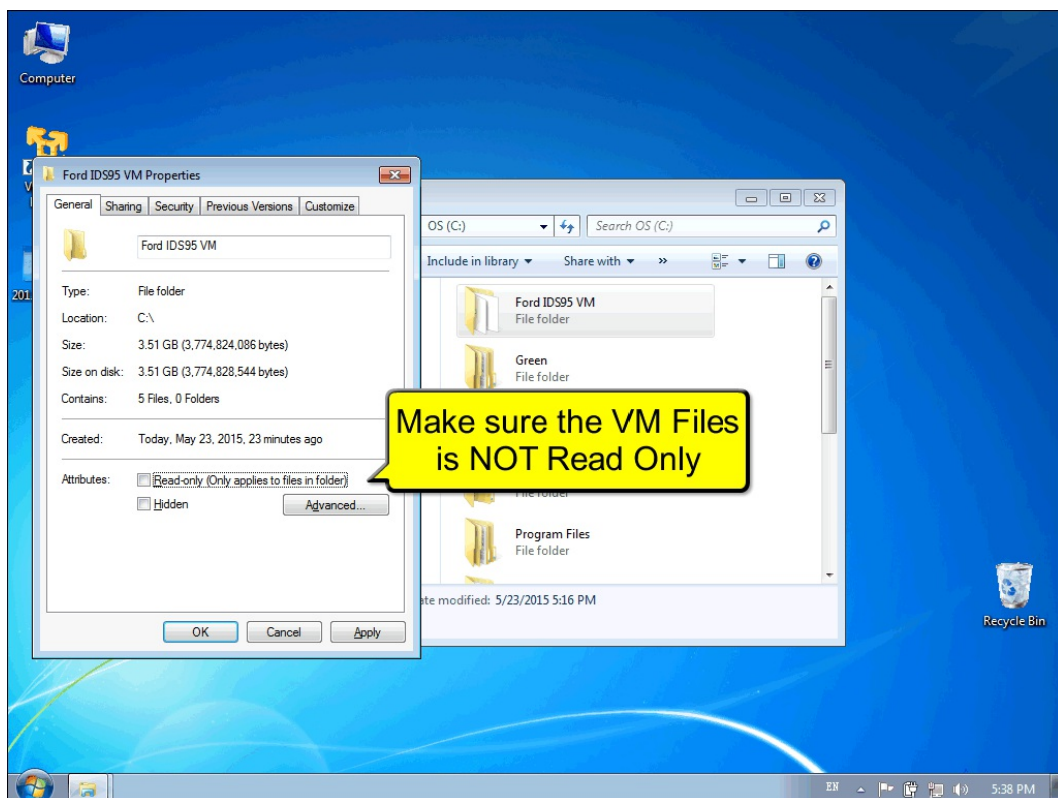 Computer
Ford IDS95 VM Properties
General Sharing Security Previous Versions Customize
Ford IDS95 VM
Type: File folder
Location: C:\
Size: 3.51 GB (3,774,824,086 bytes)
Size on disk: 3.51 GB (3,774,828,544 bytes)
Contains: 5 Files, 0 Folders
Created: Today, May 23, 2015, 23 minutes ago
Attributes: Read-only (Only applies to files in folder)
Hidden
Advanced...
OK Cancel Apply
OS (C:) Search OS (C:)
Include in library Share with »
Ford IDS95 VM
File folder
Green
File folder
Make sure the VM Files
is NOT Read Only
File folder
Program Files
File folder
modified: 5/23/2015 5:16 PM
Recycle Bin
EN 5:38 PM